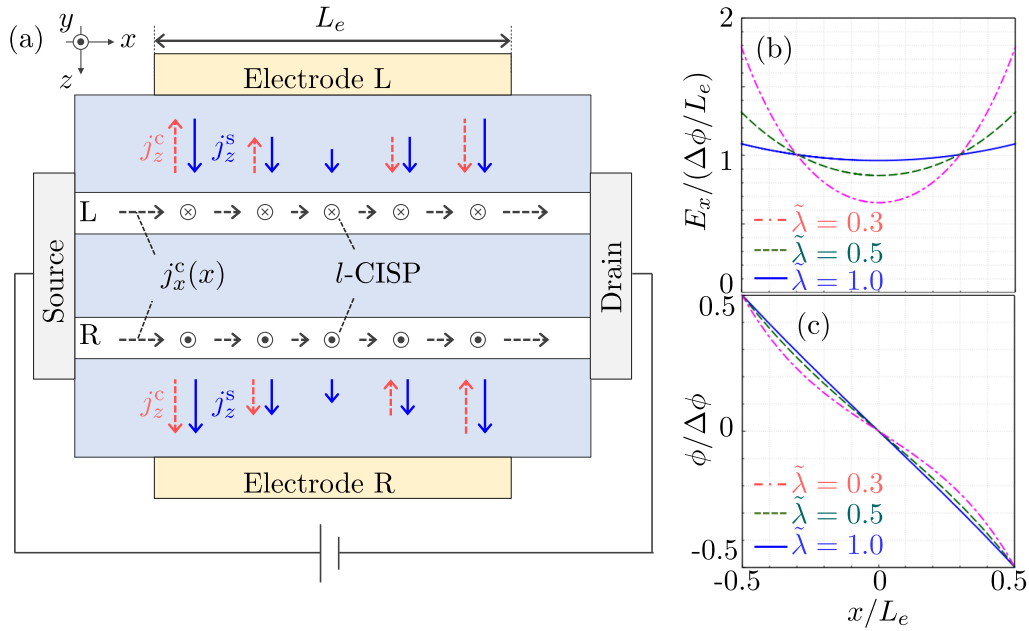 (a)
y
x
z
L_e
Electrode L
j_z^c
j_z^s
L
j_x^c(x)
l-CISP
R
j_z^c
j_z^s
Electrode R
Source
Drain
(b)
E_x/(Δϕ/L_e)
2
1
0
λ̃ = 0.3
λ̃ = 0.5
λ̃ = 1.0
(c)
ϕ/Δϕ
0.5
0
-0.5
λ̃ = 0.3
λ̃ = 0.5
λ̃ = 1.0
-0.5 0 0.5
x/L_e